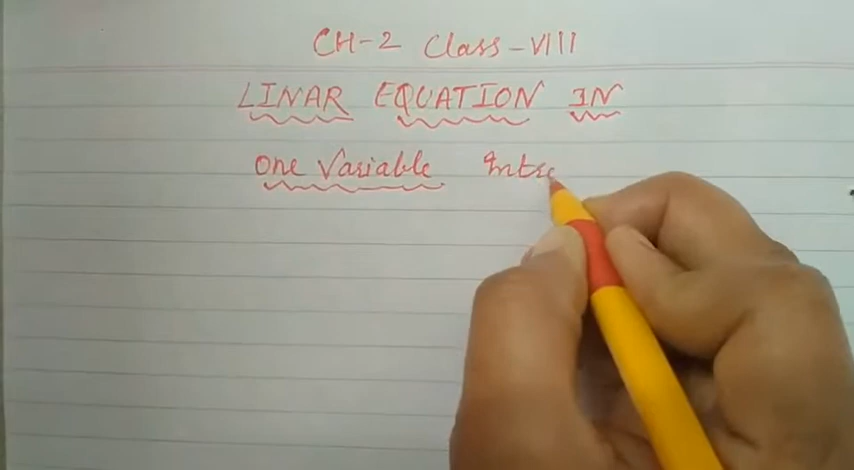 CH-2 Class-VIII
LINAR EQUATION IN
One Variable Intro